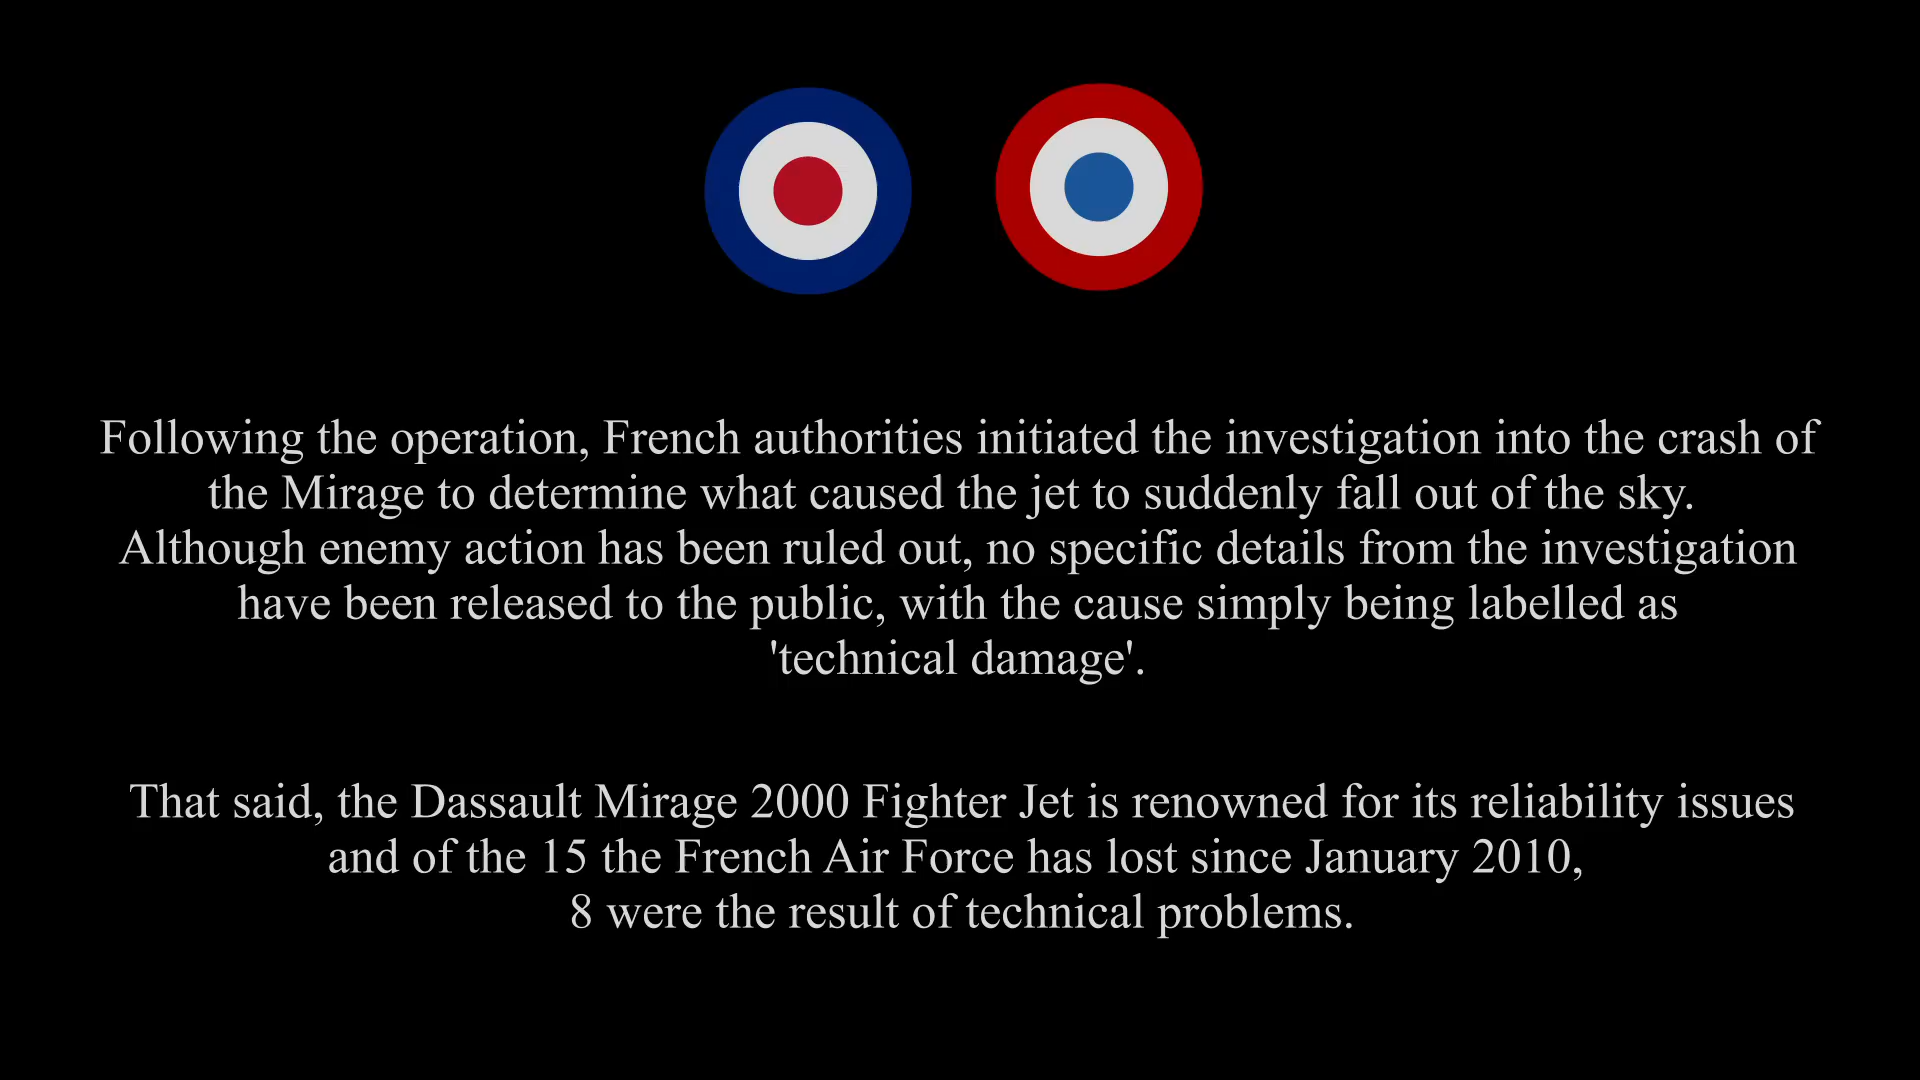 Following the operation, French authorities initiated the investigation into the crash of
the Mirage to determine what caused the jet to suddenly fall out of the sky.
Although enemy action has been ruled out, no specific details from the investigation
have been released to the public, with the cause simply being labelled as
'technical damage'.
That said, the Dassault Mirage 2000 Fighter Jet is renowned for its reliability issues
and of the 15 the French Air Force has lost since January 2010,
8 were the result of technical problems.